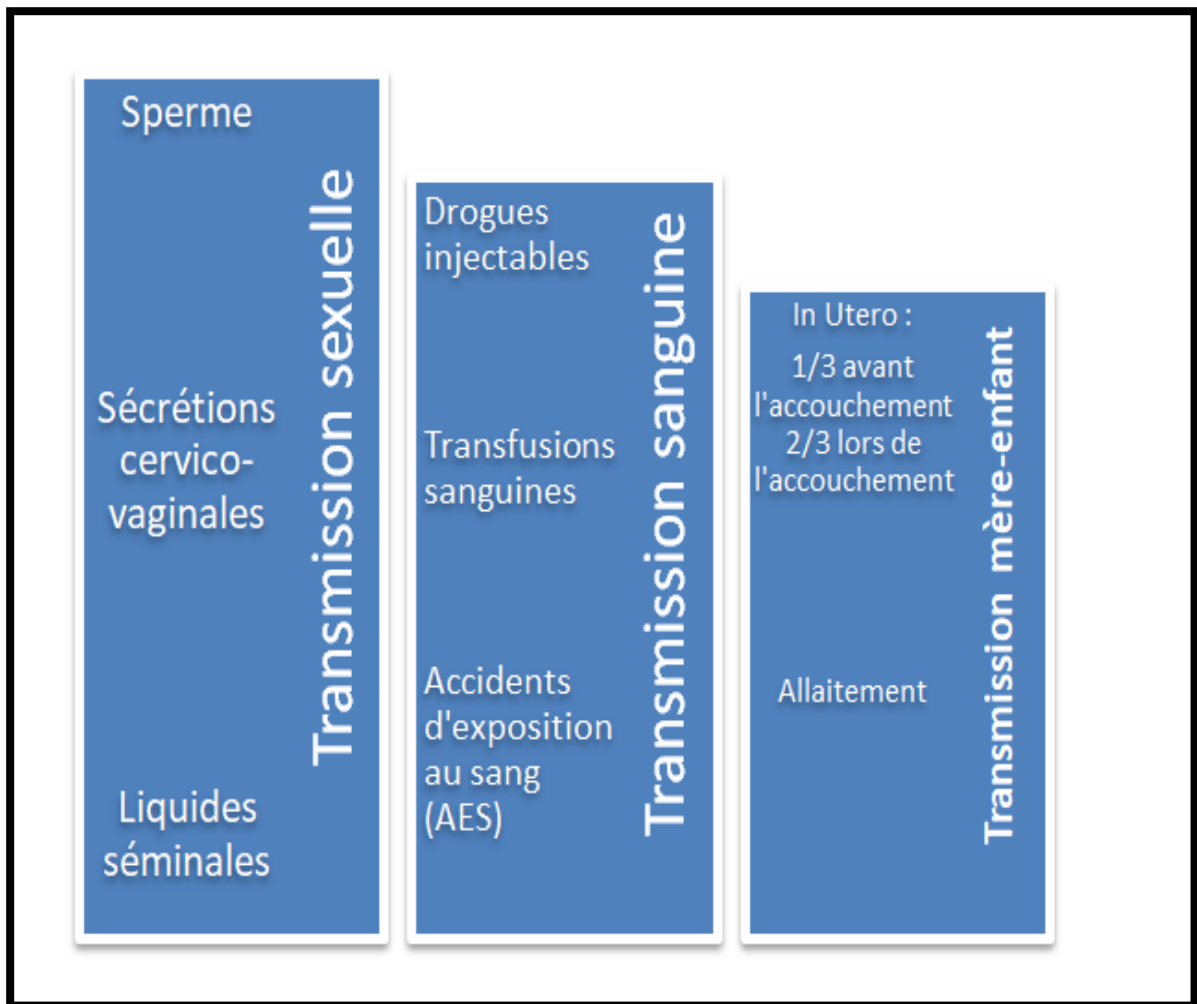 Sperme
Sécrétions
cervico-
vaginales
Liquides
séminales
Transmission sexuelle
Drogues
injectables
Transfusions
sanguines
Accidents
d'exposition
au sang
(AES)
Transmission sanguine
In Utero :
1/3 avant
l'accouchement
2/3 lors de
l'accouchement
Allaitement
Transmission mère-enfant